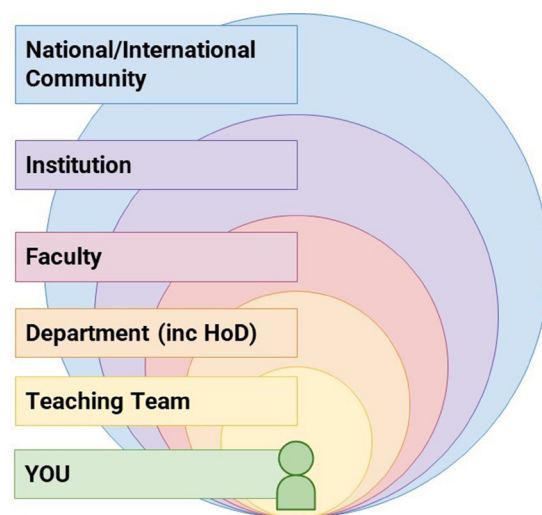 National/International
Community
Institution
Faculty
Department (inc HoD)
Teaching Team
YOU